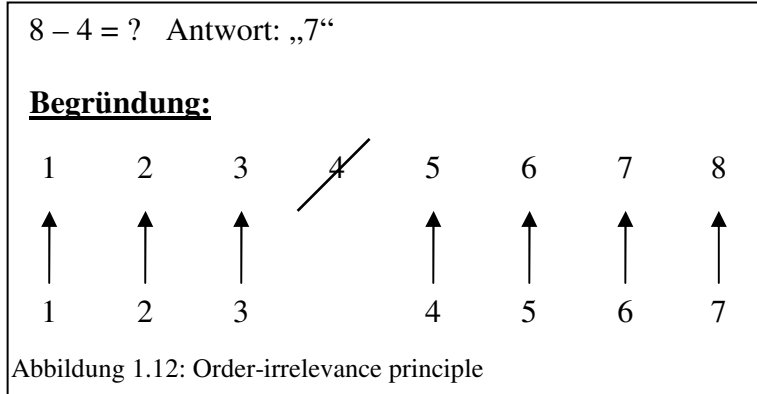 8 – 4 = ? Antwort: „7“
Begründung:
1 2 3 4 5 6 7 8
1 2 3 4 5 6 7
Abbildung 1.12: Order-irrelevance principle